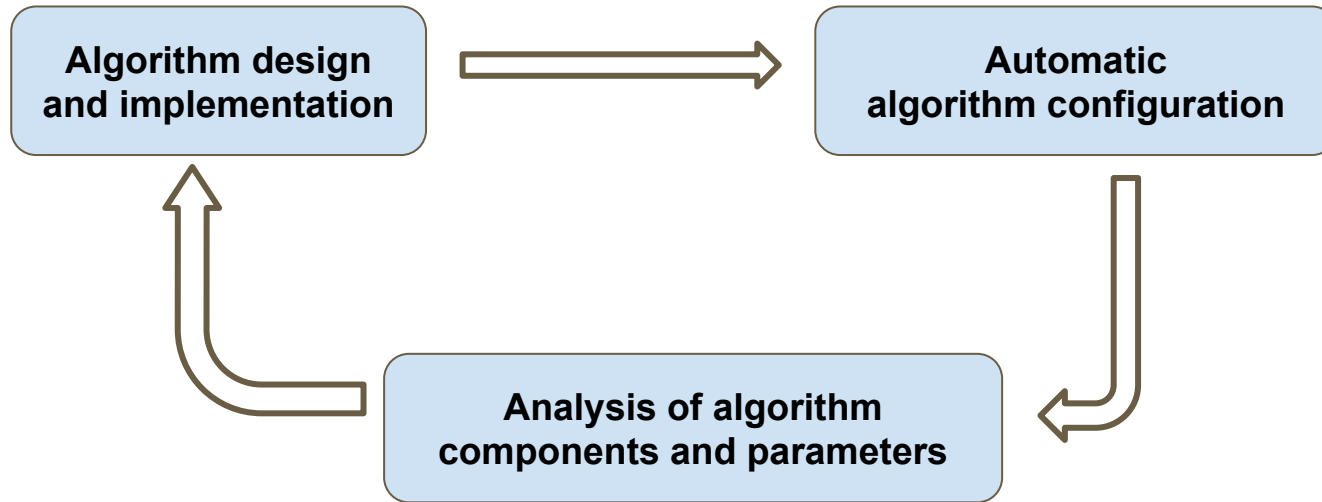 Algorithm design
and implementation
Automatic
algorithm configuration
Analysis of algorithm
components and parameters